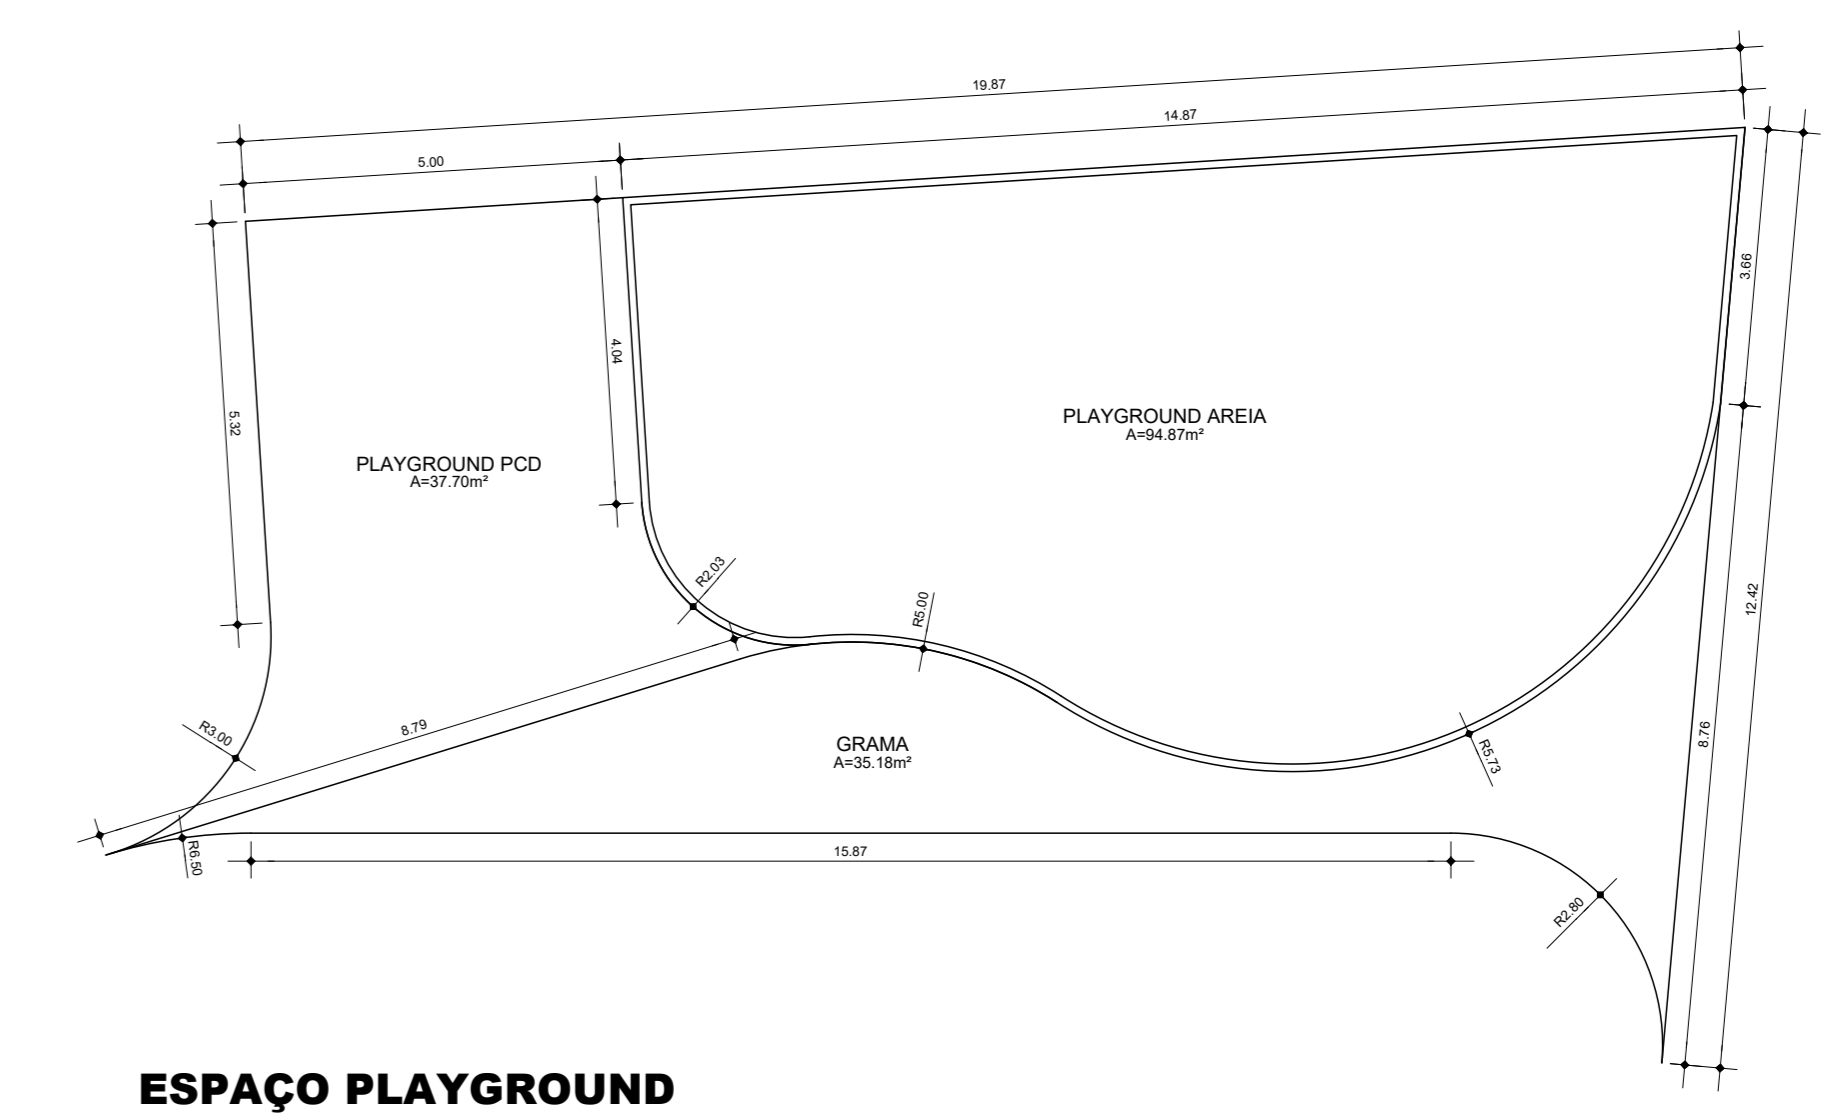 19.87
14.87
5.00
3.66
4.04
5.32
PLAYGROUND AREIA
A=94.87m²
PLAYGROUND PCD
A=37.70m²
R2.03
R5.00
12.42
R3.00
8.79
8.76
GRAMA
A=35.18m²
R5.73
R6.50
15.87
R2.80
ESPAÇO PLAYGROUND